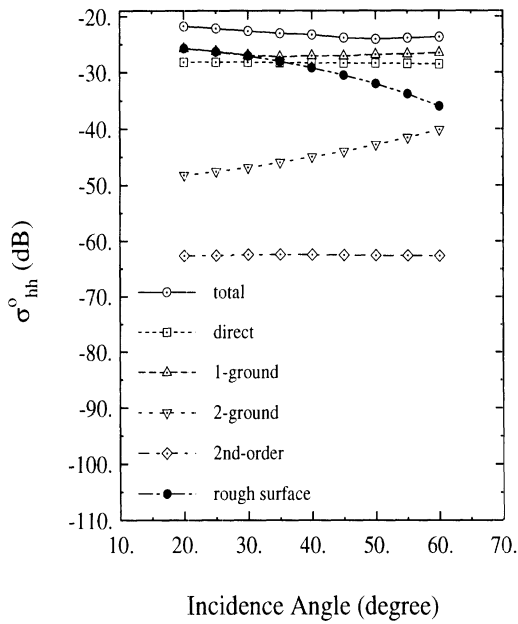 -20.
-30.
-40.
-50.
-60.
-70.
-80.
-90.
-100.
-110.
σ°hh (dB)
total
direct
1-ground
2-ground
2nd-order
rough surface
10. 20. 30. 40. 50. 60. 70.
Incidence Angle (degree)